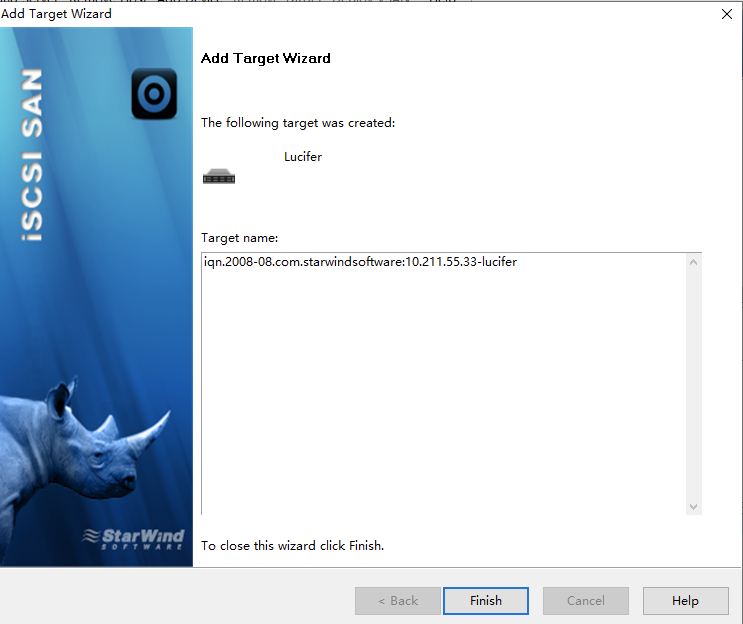 Add Target Wizard
iSCSI SAN
Add Target Wizard
The following target was created:
Lucifer
Target name:
iqn.2008-08.com.starwindsoftware:10.211.55.33-lucifer
StarWind
SOFTWARE
To close this wizard click Finish.
< Back
Finish
Cancel
Help